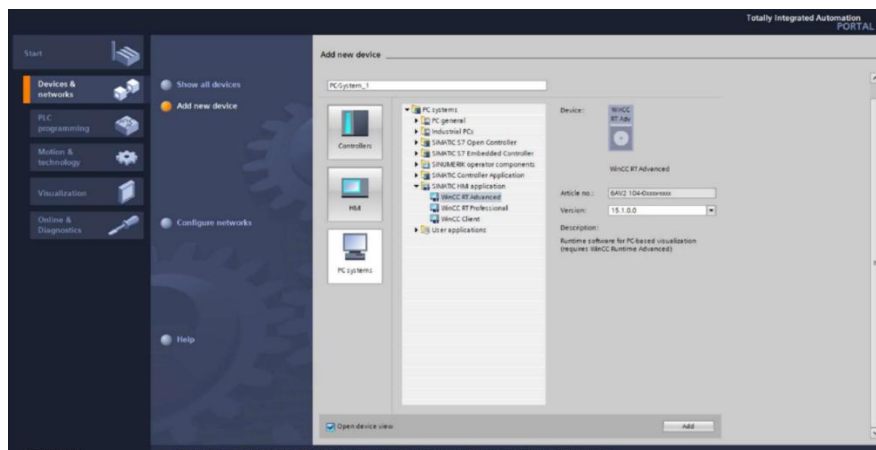 Totally Integrated Automation
PORTAL
Start
Devices &
networks
PLC
programming
Motion &
technology
Visualization
Online &
Diagnostics
Show all devices
Add new device
Configure networks
Help
Add new device
PC-System_1
Controllers
HMI
PC systems
PC systems
PC general
Industrial PCs
SIMATIC S7 Open Controller
SIMATIC S7 Embedded Controller
SINUMERIK operator components
SIMATIC Controller Application
SIMATIC HMI application
WinCC RT Advanced
WinCC RT Professional
WinCC Client
User applications
Device:
WinCC
RT Adv
WinCC RT Advanced
Article no.:
Version:
15.1.0.0
Description:
Runtime software for PC-based visualization
(requires WinCC Runtime Advanced)
Open device view
Add